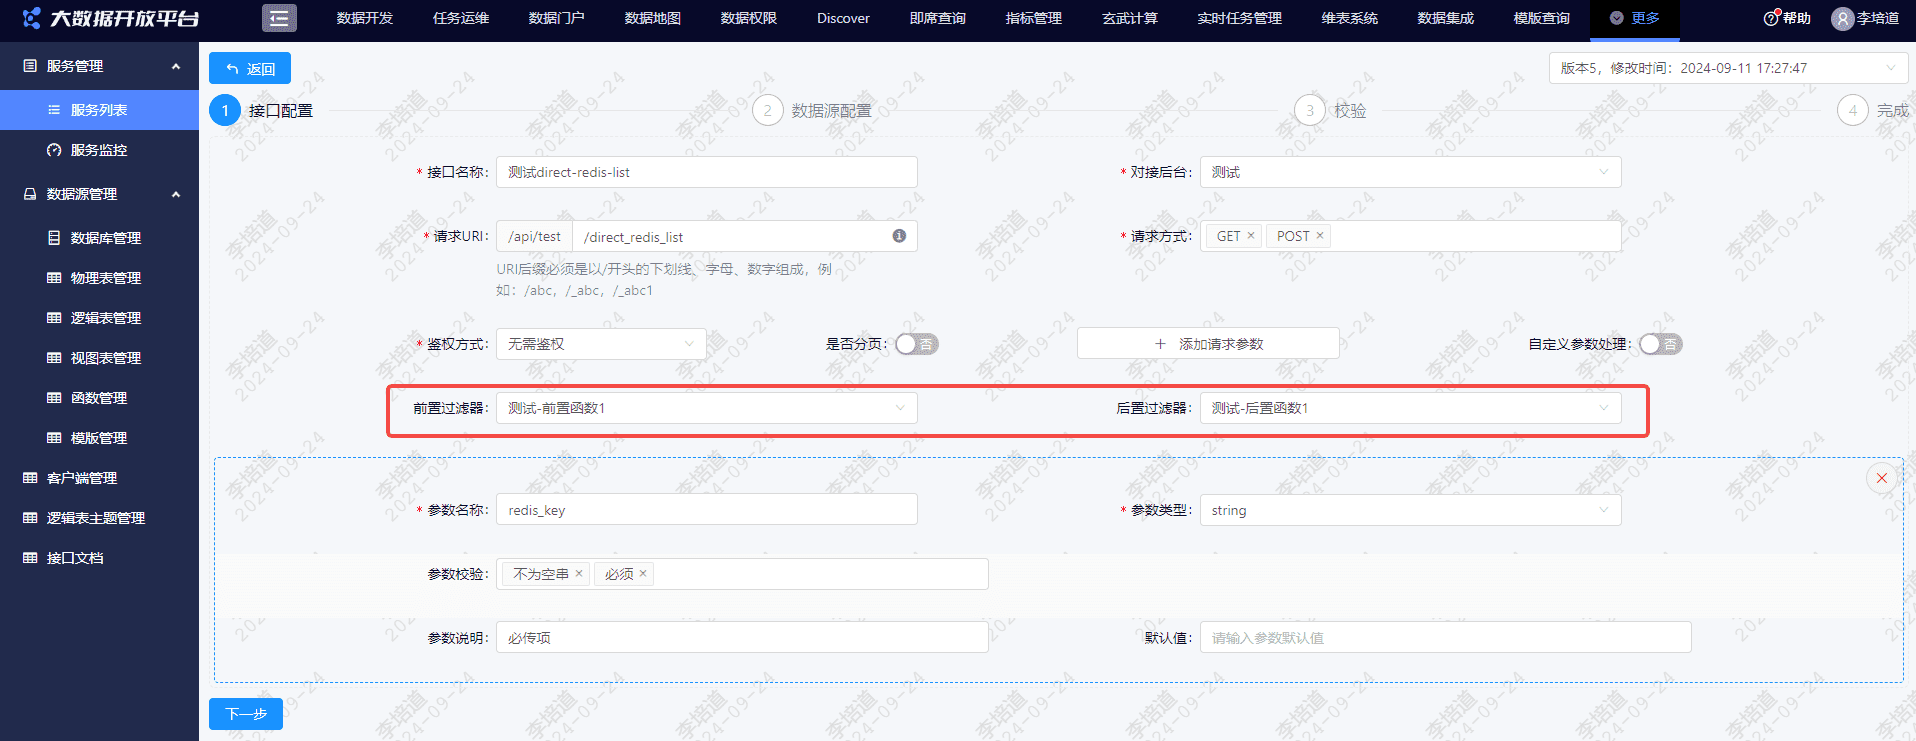 大数据开放平台
数据开发 任务运维 数据门户 数据地图 数据权限 Discover 即席查询 指标管理 玄武计算 实时任务管理 维表系统 数据集成 模版查询 更多 帮助 李培道
服务管理
服务列表
服务监控
数据源管理
数据库管理
物理表管理
逻辑表管理
视图表管理
函数管理
模版管理
客户端管理
逻辑表主题管理
接口文档
返回
版本5，修改时间：2024-09-11 17:27:47
1 接口配置 2 数据源配置 3 校验 4 完成
* 接口名称: 测试direct-redis-list * 对接后台: 测试
* 请求URI: /api/test /direct_redis_list * 请求方式: GET × POST ×
URI后缀必须是以/开头的下划线、字母、数字组成，例
如：/abc，/_abc，/_abc1
* 鉴权方式: 无需鉴权 是否分页: 否 + 添加请求参数 自定义参数处理: 否
前置过滤器: 测试-前置函数1 后置过滤器: 测试-后置函数1
* 参数名称: redis_key * 参数类型: string
参数校验: 不为空串 × 必须 ×
参数说明: 必传项 默认值: 请输入参数默认值
下一步
李培道
2024-09-24